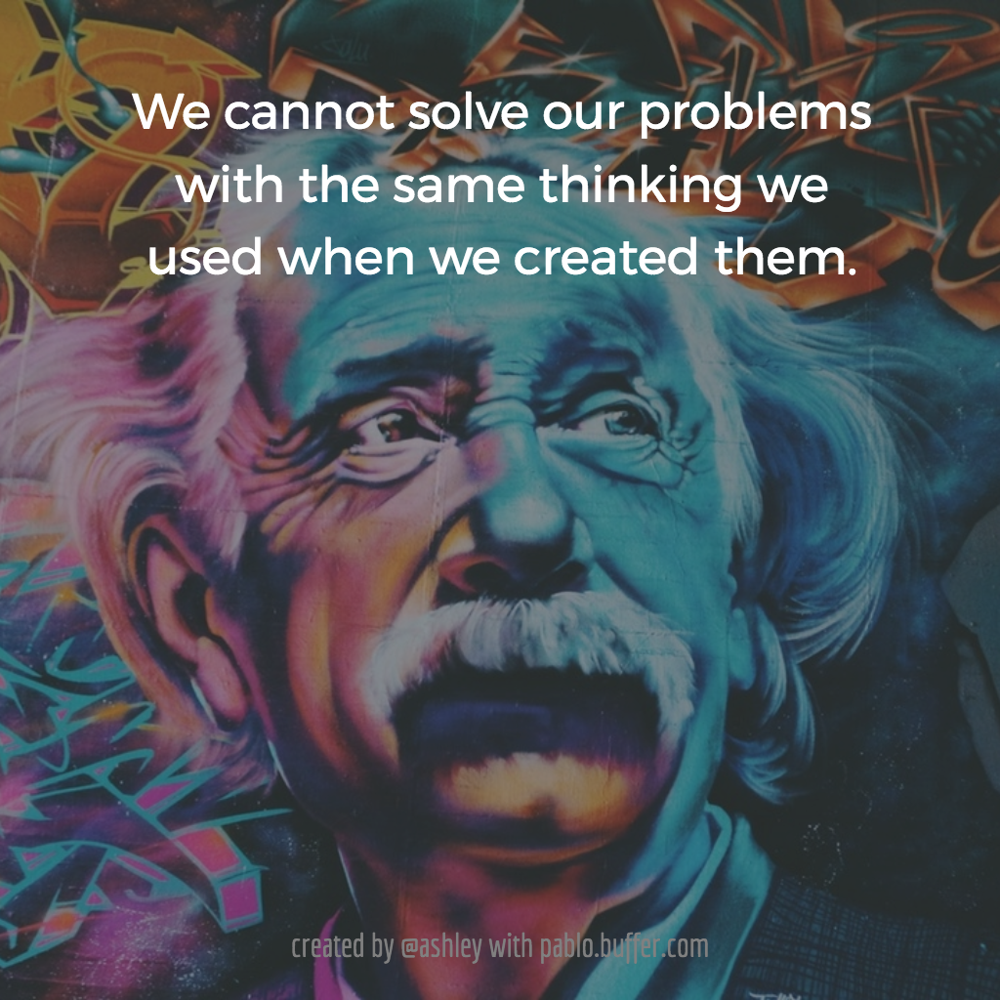 We cannot solve our problems
with the same thinking we
used when we created them.
created by @ashley with pablo.buffer.com